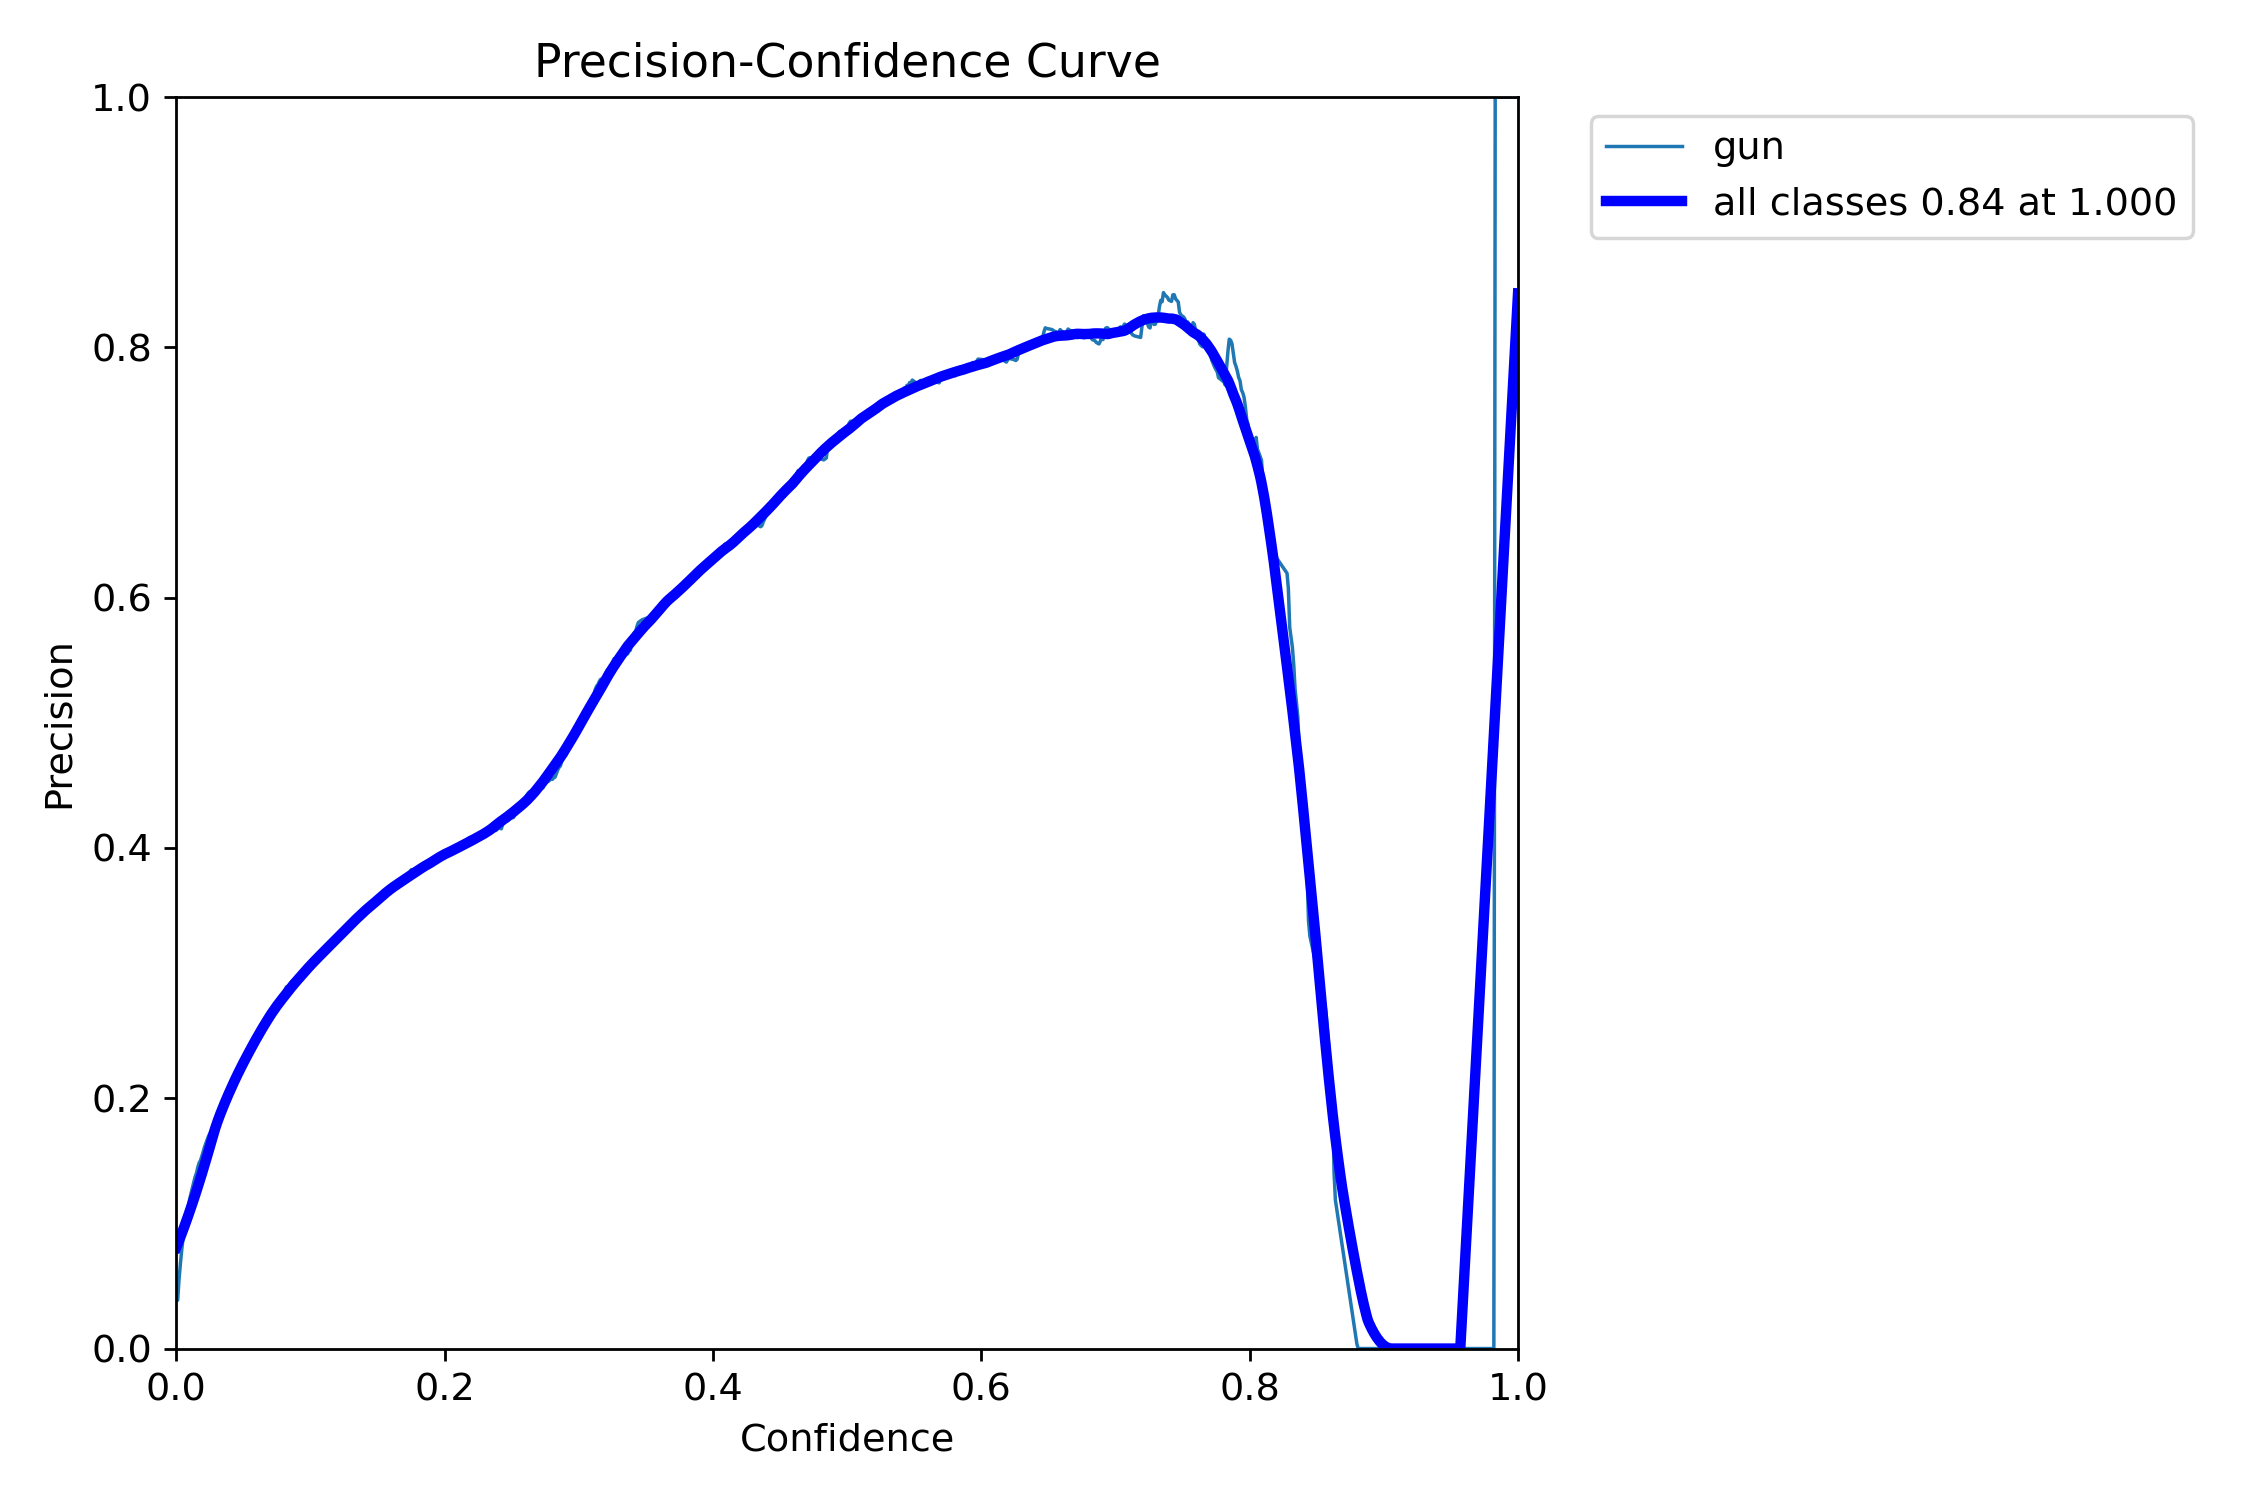 Precision-Confidence Curve
1.0
0.8
0.6
0.4
0.2
0.0
Precision
0.0 0.2 0.4 0.6 0.8 1.0
Confidence
gun
all classes 0.84 at 1.000